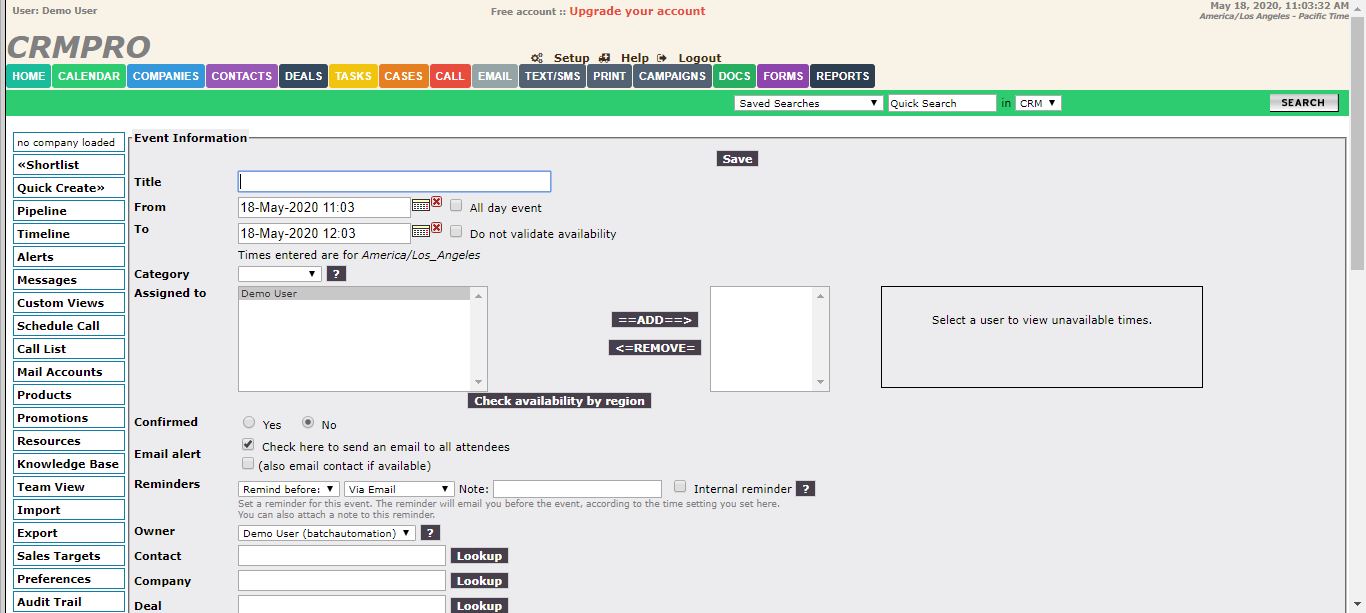 User: Demo User
Free account :: Upgrade your account
May 18, 2020, 11:03:32 AM
America/Los Angeles - Pacific Time
CRMPRO
Setup Help Logout
HOME CALENDAR COMPANIES CONTACTS DEALS TASKS CASES CALL EMAIL TEXT/SMS PRINT CAMPAIGNS DOCS FORMS REPORTS
Saved Searches Quick Search in CRM SEARCH
no company loaded
«Shortlist
Quick Create»
Pipeline
Timeline
Alerts
Messages
Custom Views
Schedule Call
Call List
Mail Accounts
Products
Promotions
Resources
Knowledge Base
Team View
Import
Export
Sales Targets
Preferences
Audit Trail
Event Information
Save
Title
From 18-May-2020 11:03 All day event
To 18-May-2020 12:03 Do not validate availability
Times entered are for America/Los_Angeles
Category ?
Assigned to Demo User
==ADD==>
<=REMOVE=
Select a user to view unavailable times.
Check availability by region
Confirmed Yes No
Email alert Check here to send an email to all attendees
(also email contact if available)
Reminders Remind before: Via Email Note: Internal reminder ?
Set a reminder for this event. The reminder will email you before the event, according to the time setting you set here.
You can also attach a note to this reminder.
Owner Demo User (batchautomation) ?
Contact Lookup
Company Lookup
Deal Lookup